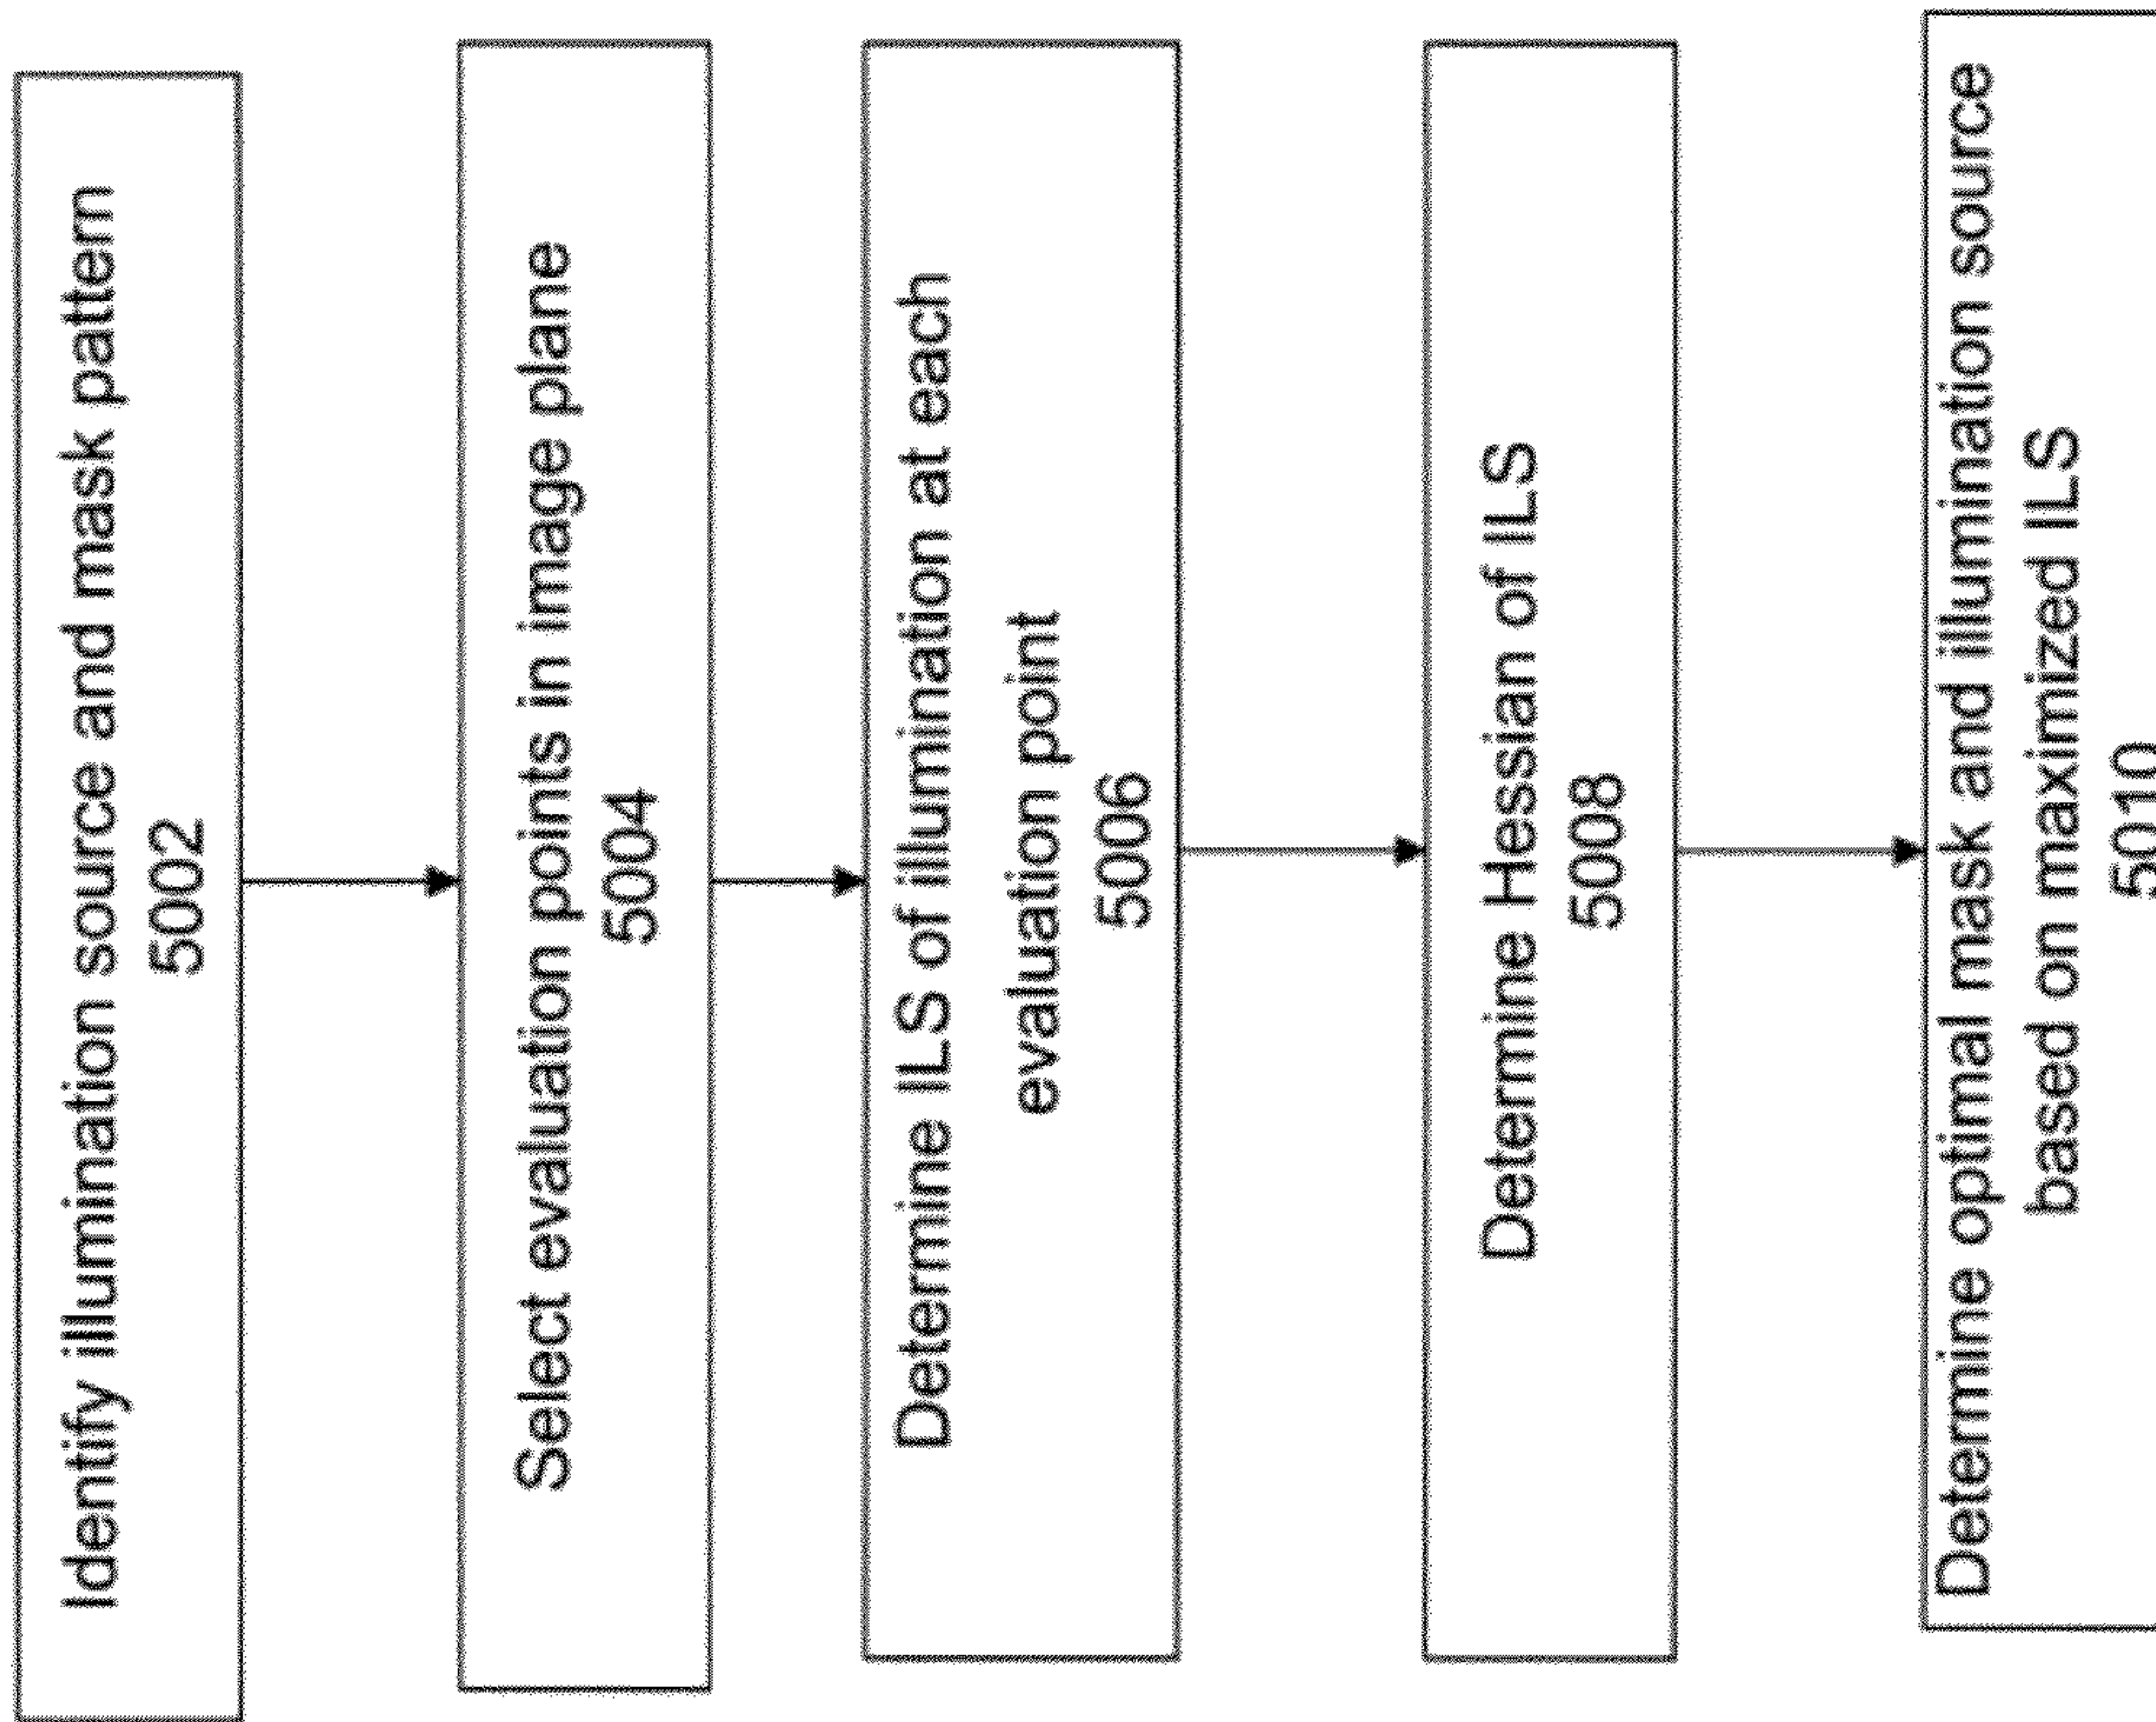 Identify illumination source and mask pattern
5002
Select evaluation points in image plane
5004
Determine ILS of illumination at each
evaluation point
5006
Determine Hessian of ILS
5008
Determine optimal mask and illumination source
based on maximized ILS
5010